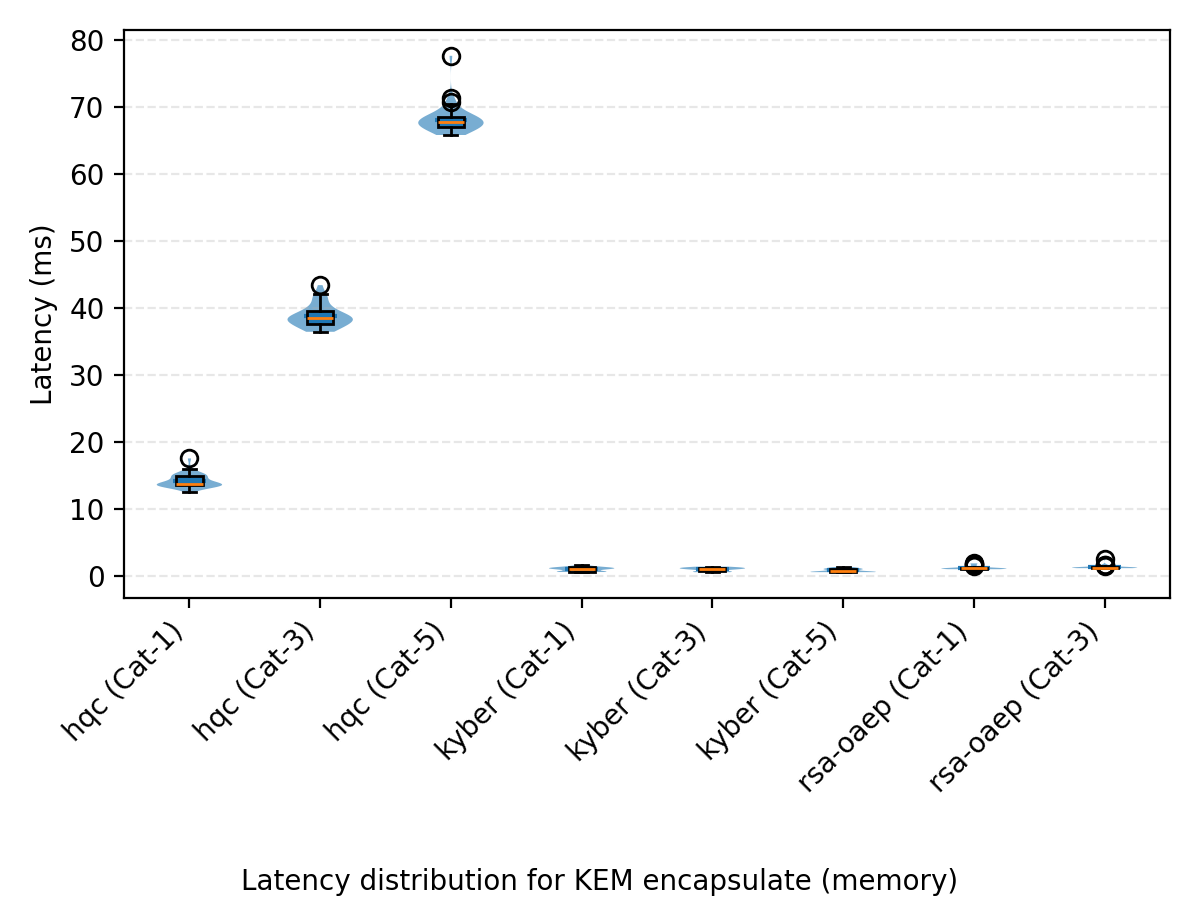 80
70
60
50
40
30
20
10
0
Latency (ms)
hqc (Cat-1)
hqc (Cat-3)
hqc (Cat-5)
kyber (Cat-1)
kyber (Cat-3)
kyber (Cat-5)
rsa-oaep (Cat-1)
rsa-oaep (Cat-3)
Latency distribution for KEM encapsulate (memory)